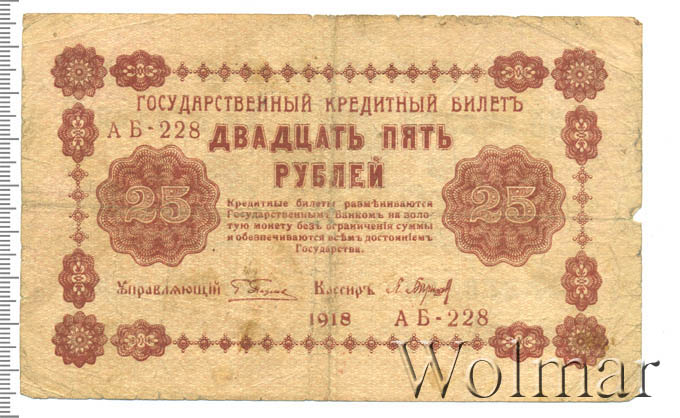 ГОСУДАРСТВЕННЫЙ КРЕДИТНЫЙ БИЛЕТЪ
АБ-228 ДВАДЦАТЬ ПЯТЬ
РУБЛЕЙ
25 25
Кредитные билеты размѣниваются
Государственнымъ Банкомъ на золо-
тую монету безъ ограниченія суммы
и обезпечиваются всѣмъ достояніемъ
Государства.
Управляющій Кассиръ
1918 АБ-228
Wolmar